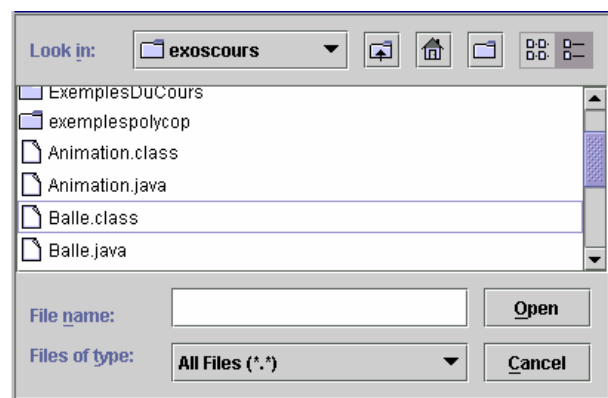 Look in: exoscours
ExemplesDuCours
exemplespolycop
Animation.class
Animation.java
Balle.class
Balle.java
File name: Open
Files of type: All Files (*.*) Cancel